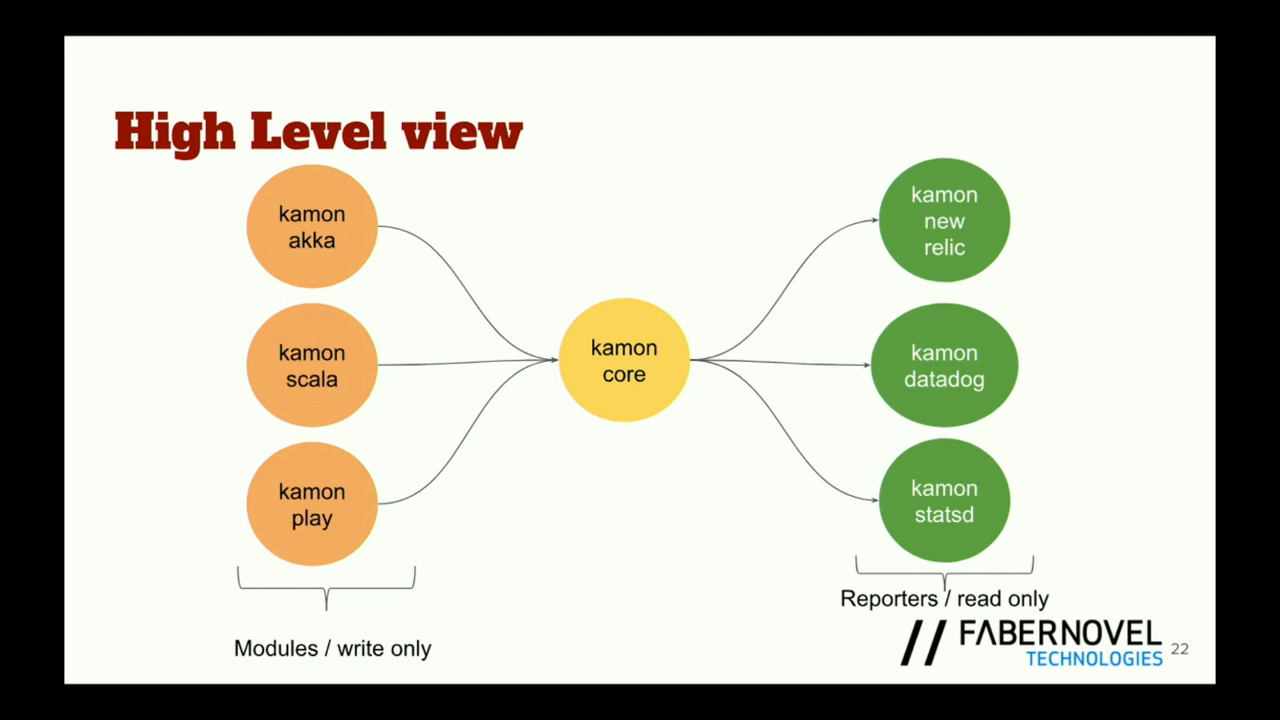 High Level view
kamon
akka
kamon
scala
kamon
play
kamon
core
kamon
new
relic
kamon
datadog
kamon
statsd
Modules / write only
Reporters / read only
// FABERNOVEL
TECHNOLOGIES
22